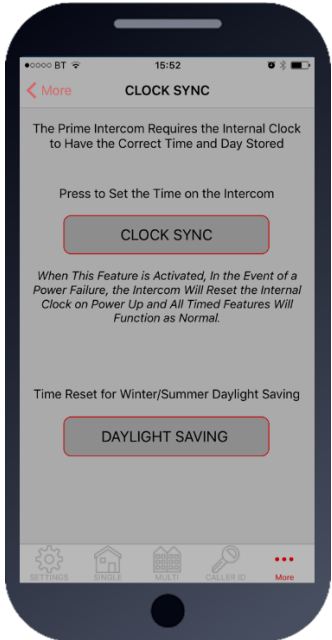 ●○○○○ BT 15:52
More CLOCK SYNC
The Prime Intercom Requires the Internal Clock
to Have the Correct Time and Day Stored
Press to Set the Time on the Intercom
CLOCK SYNC
When This Feature is Activated, In the Event of a
Power Failure, the Intercom Will Reset the Internal
Clock on Power Up and All Timed Features Will
Function as Normal.
Time Reset for Winter/Summer Daylight Saving
DAYLIGHT SAVING
SETTINGS SINGLE MULTI CALLER ID More